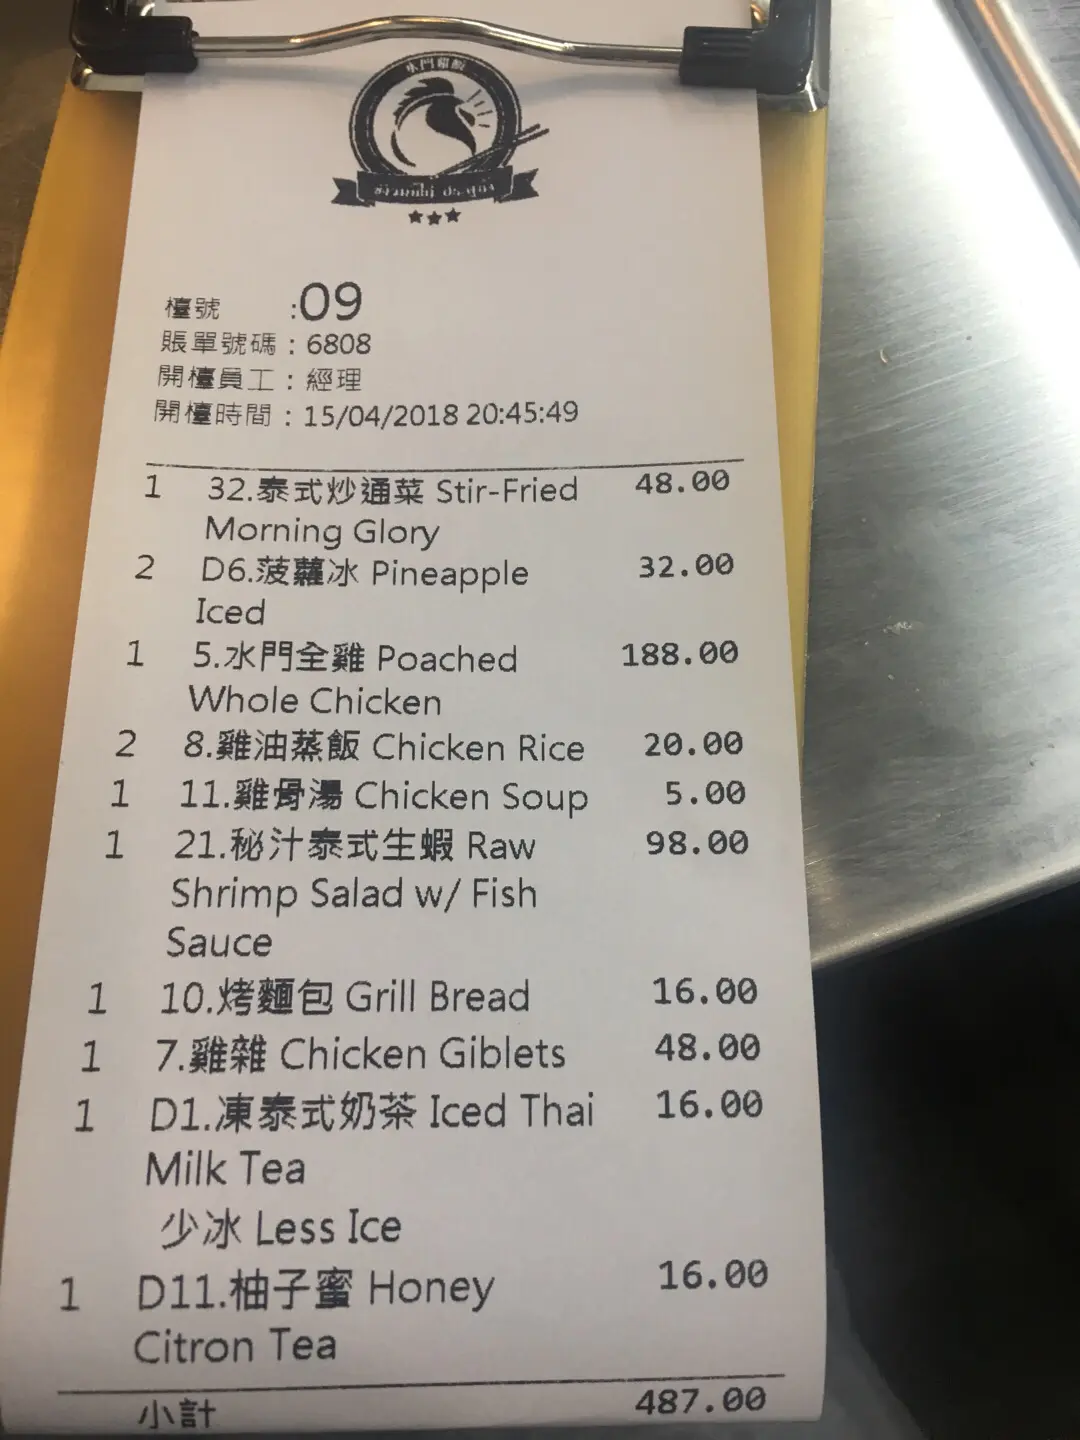 水門雞飯
檯號 :09
賬單號碼 : 6808
開檯員工 : 經理
開檯時間 : 15/04/2018 20:45:49
1 32.泰式炒通菜 Stir-Fried 48.00
Morning Glory
2 D6.菠蘿冰 Pineapple 32.00
Iced
1 5.水門全雞 Poached 188.00
Whole Chicken
2 8.雞油蒸飯 Chicken Rice 20.00
1 11.雞骨湯 Chicken Soup 5.00
1 21.秘汁泰式生蝦 Raw 98.00
Shrimp Salad w/ Fish
Sauce
1 10.烤麵包 Grill Bread 16.00
1 7.雞雜 Chicken Giblets 48.00
1 D1.凍泰式奶茶 Iced Thai 16.00
Milk Tea
少冰 Less Ice
1 D11.柚子蜜 Honey 16.00
Citron Tea
小計 487.00